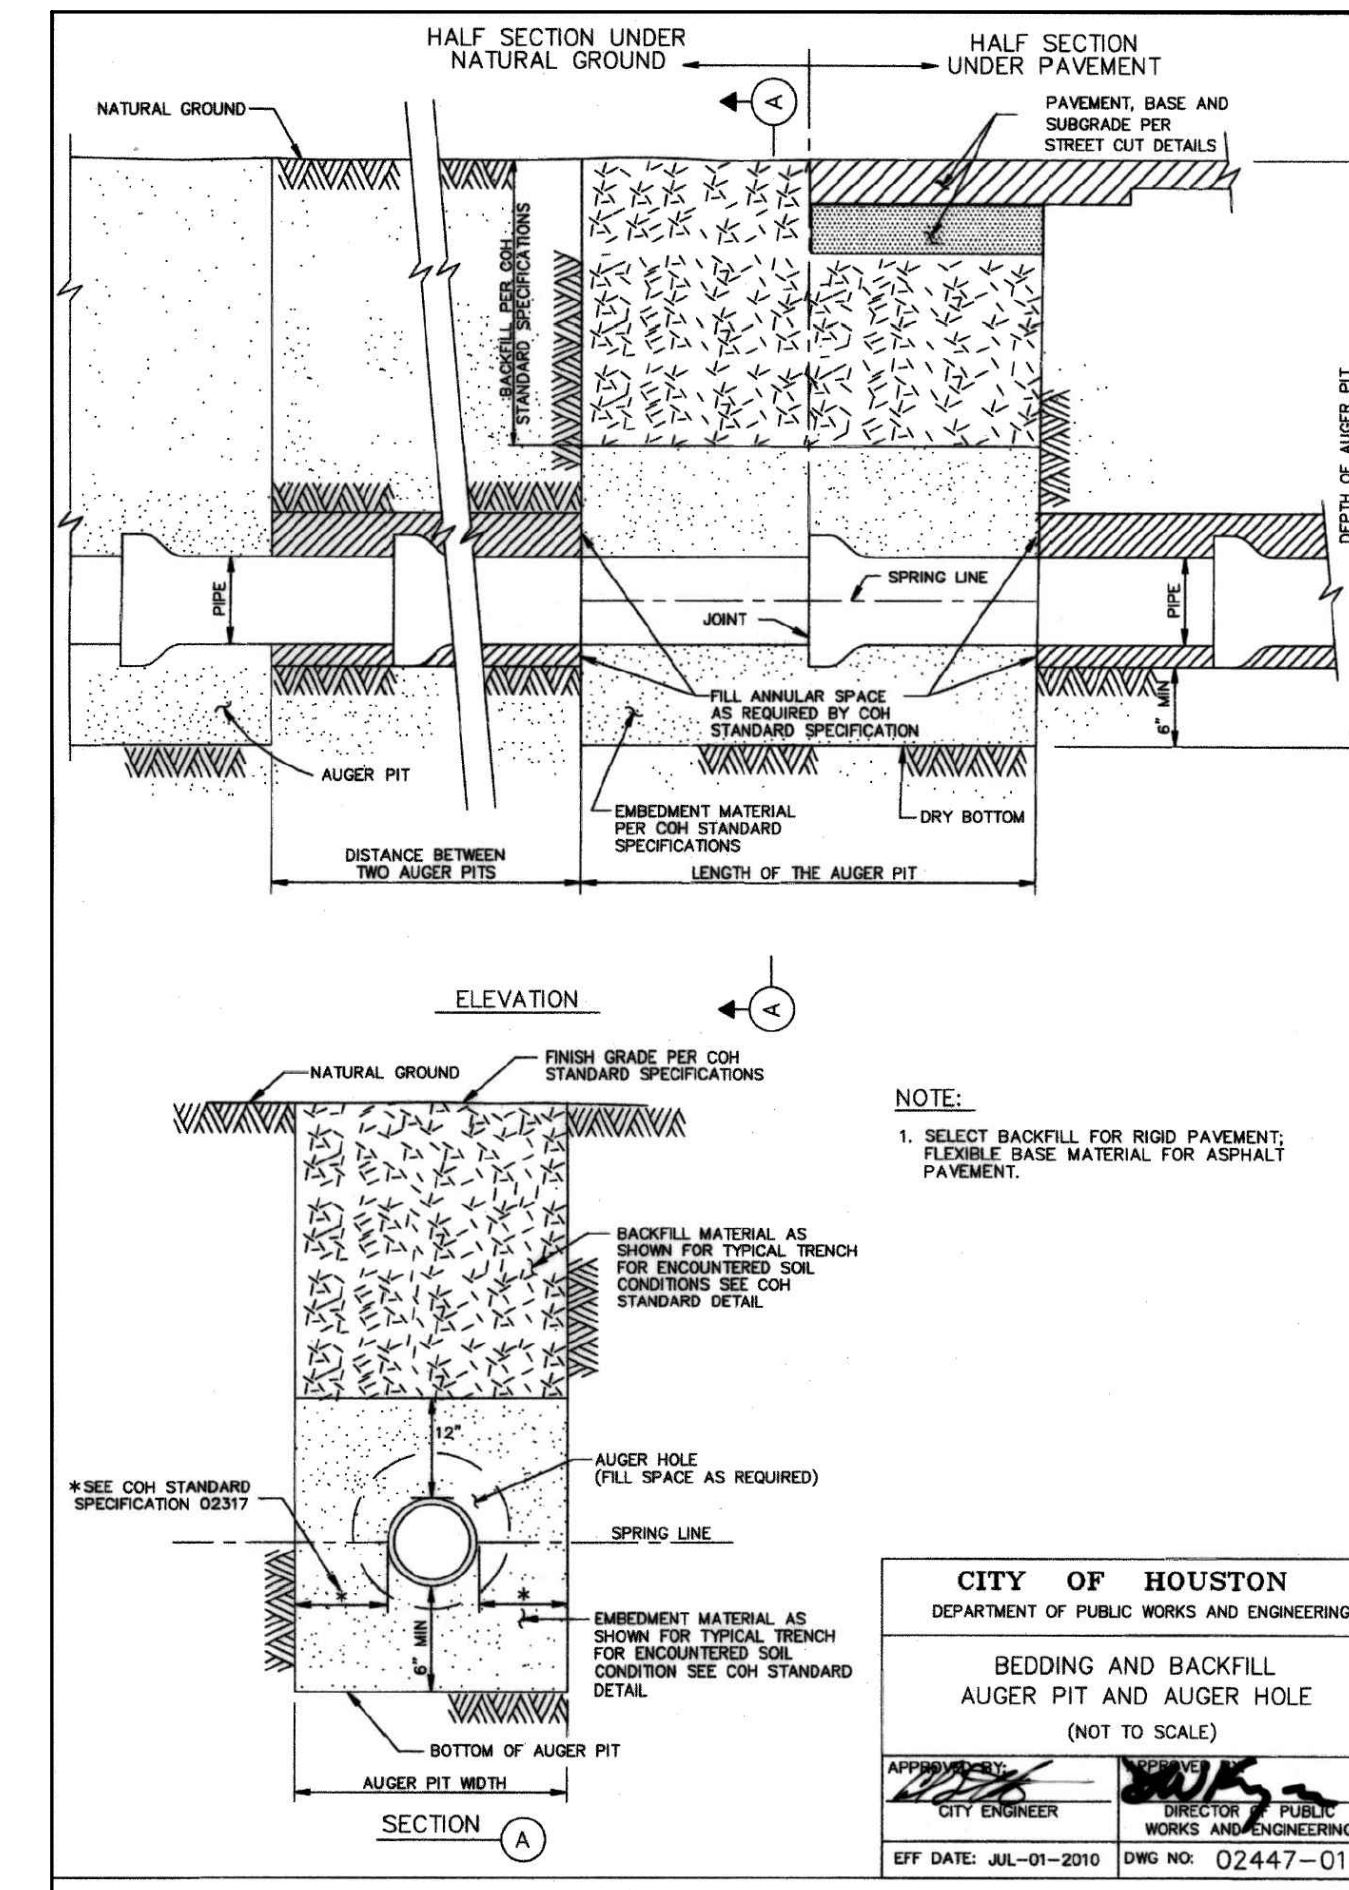 HALF SECTION UNDER
NATURAL GROUND
HALF SECTION
UNDER PAVEMENT
A
NATURAL GROUND
PAVEMENT, BASE AND
SUBGRADE PER
STREET CUT DETAILS
BACKFILL PER COH
STANDARD SPECIFICATIONS
DEPTH OF AUGER PIT
PIPE
SPRING LINE
JOINT
PIPE
FILL ANNULAR SPACE
AS REQUIRED BY COH
STANDARD SPECIFICATION
6" MIN
AUGER PIT
EMBEDMENT MATERIAL
PER COH STANDARD
SPECIFICATIONS
DRY BOTTOM
DISTANCE BETWEEN
TWO AUGER PITS
LENGTH OF THE AUGER PIT
ELEVATION
A
NATURAL GROUND
FINISH GRADE PER COH
STANDARD SPECIFICATIONS
NOTE:
1. SELECT BACKFILL FOR RIGID PAVEMENT;
FLEXIBLE BASE MATERIAL FOR ASPHALT
PAVEMENT.
BACKFILL MATERIAL AS
SHOWN FOR TYPICAL TRENCH
FOR ENCOUNTERED SOIL
CONDITIONS SEE COH
STANDARD DETAIL
12"
AUGER HOLE
(FILL SPACE AS REQUIRED)
*SEE COH STANDARD
SPECIFICATION 02317
SPRING LINE
*
*
6" MIN
EMBEDMENT MATERIAL AS
SHOWN FOR TYPICAL TRENCH
FOR ENCOUNTERED SOIL
CONDITION SEE COH STANDARD
DETAIL
BOTTOM OF AUGER PIT
AUGER PIT WIDTH
SECTION A
CITY OF HOUSTON
DEPARTMENT OF PUBLIC WORKS AND ENGINEERING
BEDDING AND BACKFILL
AUGER PIT AND AUGER HOLE
(NOT TO SCALE)
APPROVED BY:
CITY ENGINEER
APPROVED BY:
DIRECTOR OF PUBLIC
WORKS AND ENGINEERING
EFF DATE: JUL-01-2010
DWG NO: 02447-01